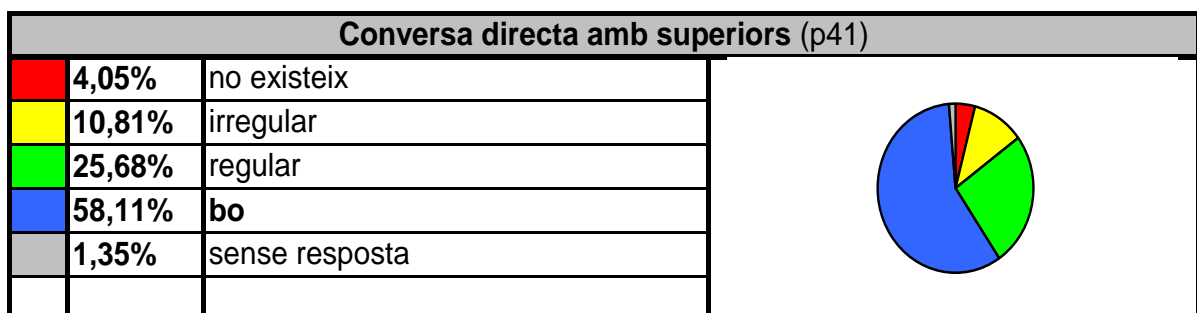 Conversa directa amb superiors (p41)
4,05% no existeix
10,81% irregular
25,68% regular
58,11% bo
1,35% sense resposta